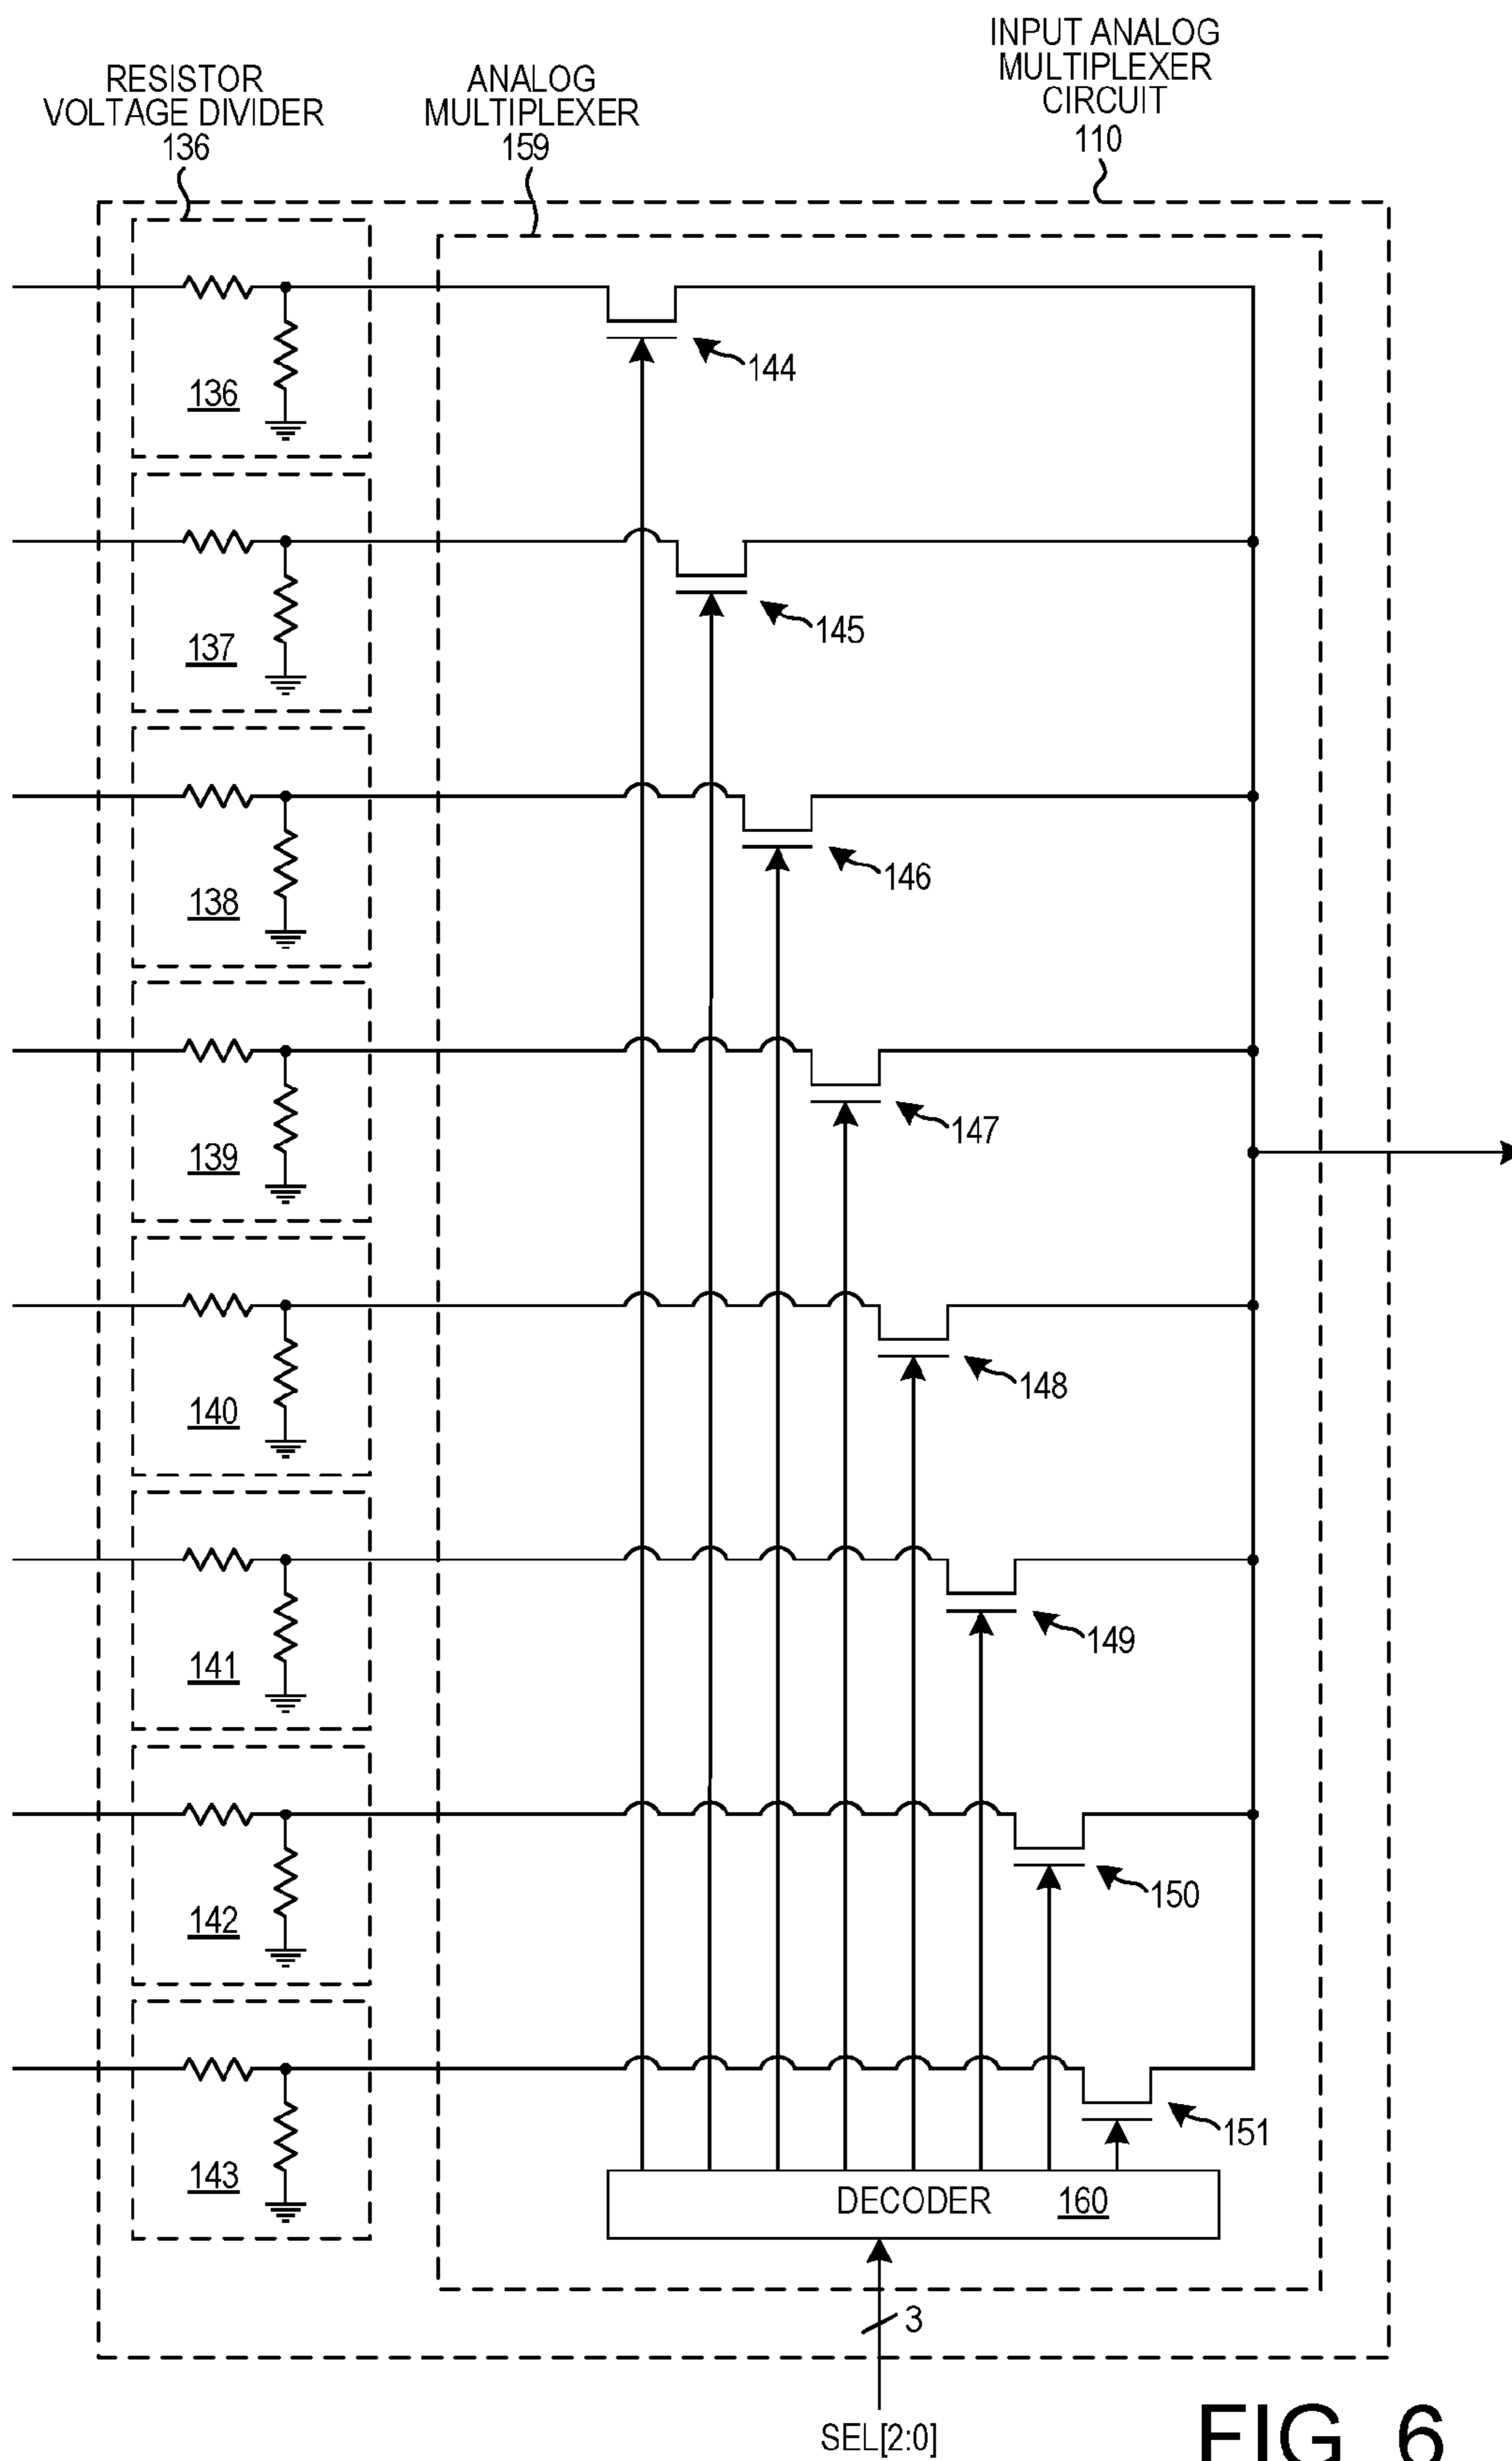 INPUT ANALOG
MULTIPLEXER
CIRCUIT
110
RESISTOR
VOLTAGE DIVIDER
136
ANALOG
MULTIPLEXER
159
144
136
145
137
146
138
147
139
148
140
149
141
150
142
151
143
DECODER 160
3
SEL[2:0]
FIG. 6